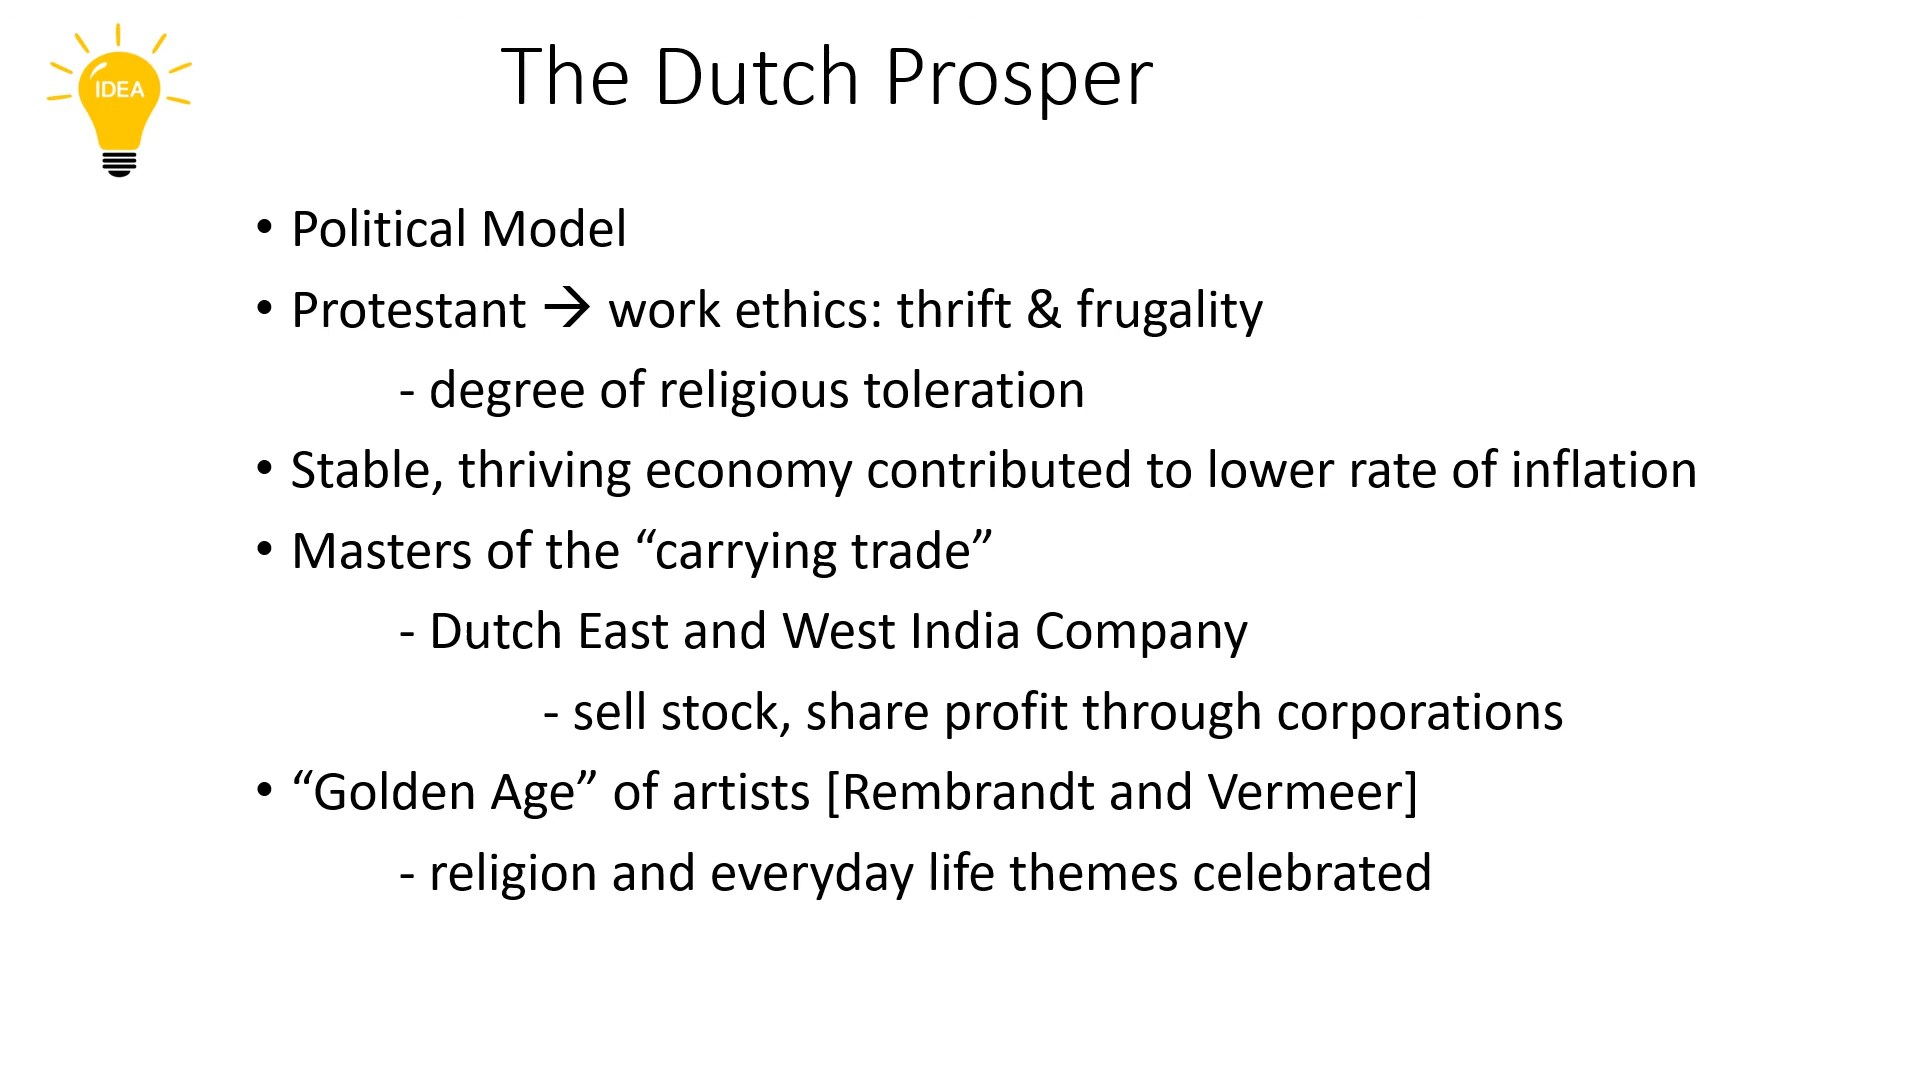 IDEA
The Dutch Prosper
• Political Model
• Protestant → work ethics: thrift & frugality
- degree of religious toleration
• Stable, thriving economy contributed to lower rate of inflation
• Masters of the “carrying trade”
- Dutch East and West India Company
- sell stock, share profit through corporations
• “Golden Age” of artists [Rembrandt and Vermeer]
- religion and everyday life themes celebrated